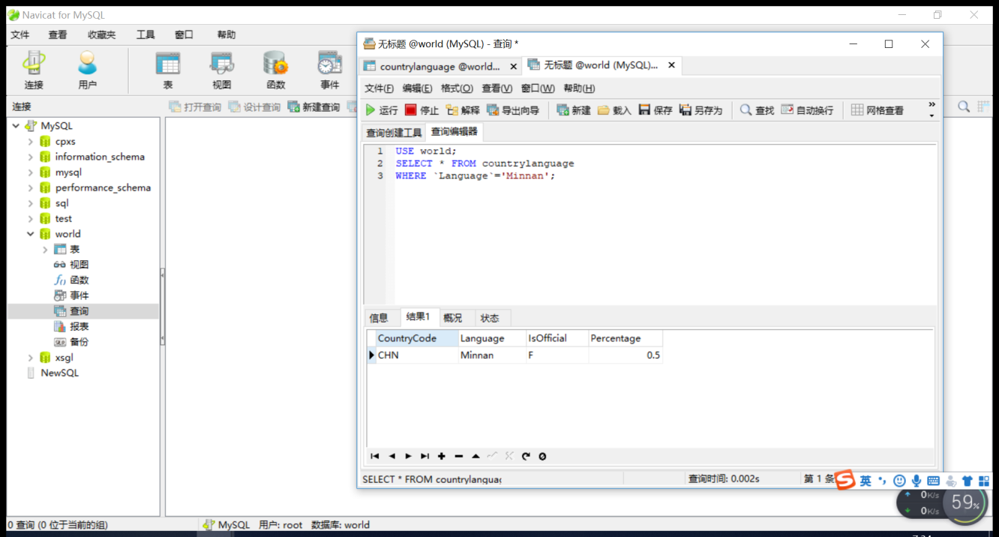 Navicat for MySQL
文件 查看 收藏夹 工具 窗口 帮助
连接 用户 表 视图 函数 事件
连接
打开查询 设计查询 新建查询
MySQL
cpxs
information_schema
mysql
performance_schema
sql
test
world
表
视图
函数
事件
查询
报表
备份
xsgl
NewSQL
无标题 @world (MySQL) - 查询 *
countrylanguage @world... 无标题 @world (MySQL)...
文件(F) 编辑(E) 格式(O) 查看(V) 窗口(W) 帮助(H)
运行 停止 解释 导出向导 新建 载入 保存 另存为 查找 自动换行 网格查看
查询创建工具 查询编辑器
1 USE world;
2 SELECT * FROM countrylanguage
3 WHERE `Language`='Minnan';
信息 结果1 概况 状态
CountryCode Language IsOfficial Percentage
CHN Minnan F 0.5
SELECT * FROM countrylanguag 查询时间: 0.002s 第 1 条
英
0K/s
0K/s
59%
0 查询 (0 位于当前的组) MySQL 用户: root 数据库: world